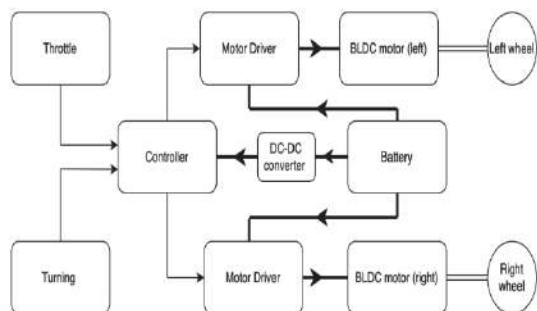 Throttle
Motor Driver
BLDC motor (left)
Left wheel
Controller
DC-DC
converter
Battery
Turning
Motor Driver
BLDC motor (right)
Right
wheel